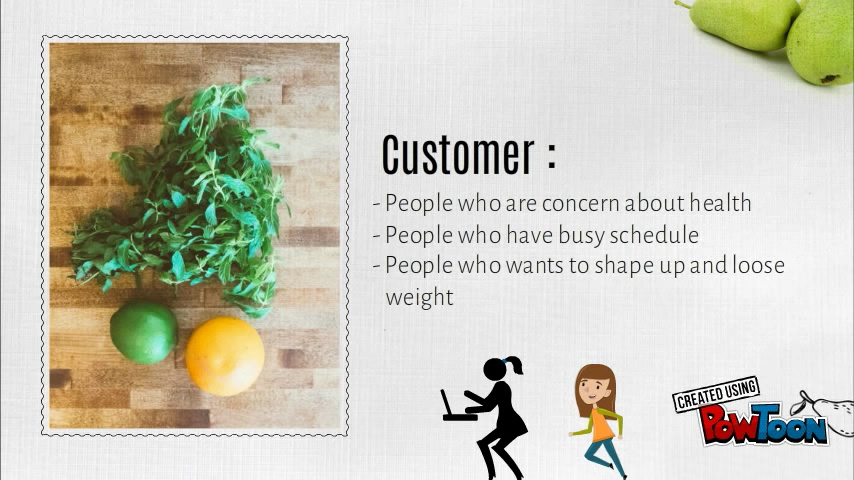 Customer :
- People who are concern about health
- People who have busy schedule
- People who wants to shape up and loose
weight
CREATED USING
POWTOON